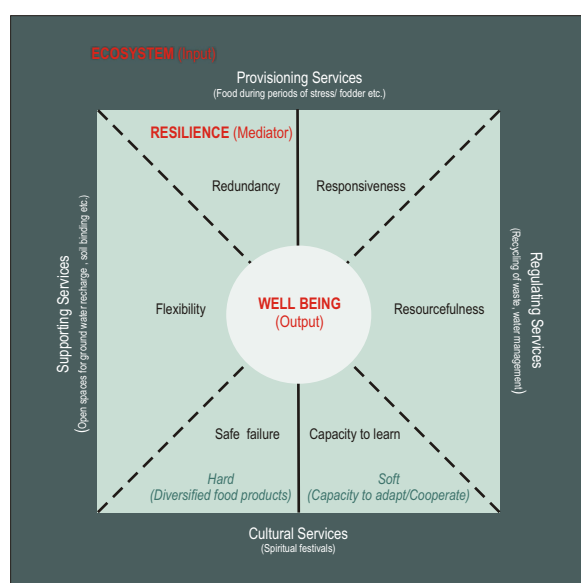 ECOSYSTEM (Input)
Provisioning Services
(Food during periods of stress/ fodder etc.)
RESILIENCE (Mediator)
Redundancy
Responsiveness
Supporting Services
(Open spaces for ground water recharge , soil binding etc.)
Flexibility
WELL BEING
(Output)
Resourcefulness
Regulating Services
(Recycling of waste , water management)
Safe failure
Capacity to learn
Hard
(Diversified food products)
Soft
(Capacity to adapt/Cooperate)
Cultural Services
(Spiritual festivals)